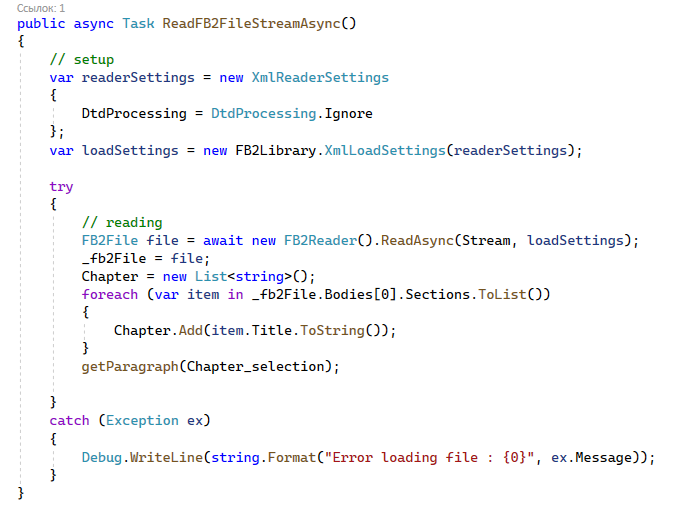 Ссылок: 1
public async Task ReadFB2FileStreamAsync()
{
    // setup
    var readerSettings = new XmlReaderSettings
    {
        DtdProcessing = DtdProcessing.Ignore
    };
    var loadSettings = new FB2Library.XmlLoadSettings(readerSettings);

    try
    {
        // reading
        FB2File file = await new FB2Reader().ReadAsync(Stream, loadSettings);
        _fb2File = file;
        Chapter = new List<string>();
        foreach (var item in _fb2File.Bodies[0].Sections.ToList())
        {
            Chapter.Add(item.Title.ToString());
        }
        getParagraph(Chapter_selection);

    }
    catch (Exception ex)
    {
        Debug.WriteLine(string.Format("Error loading file : {0}", ex.Message));
    }
}